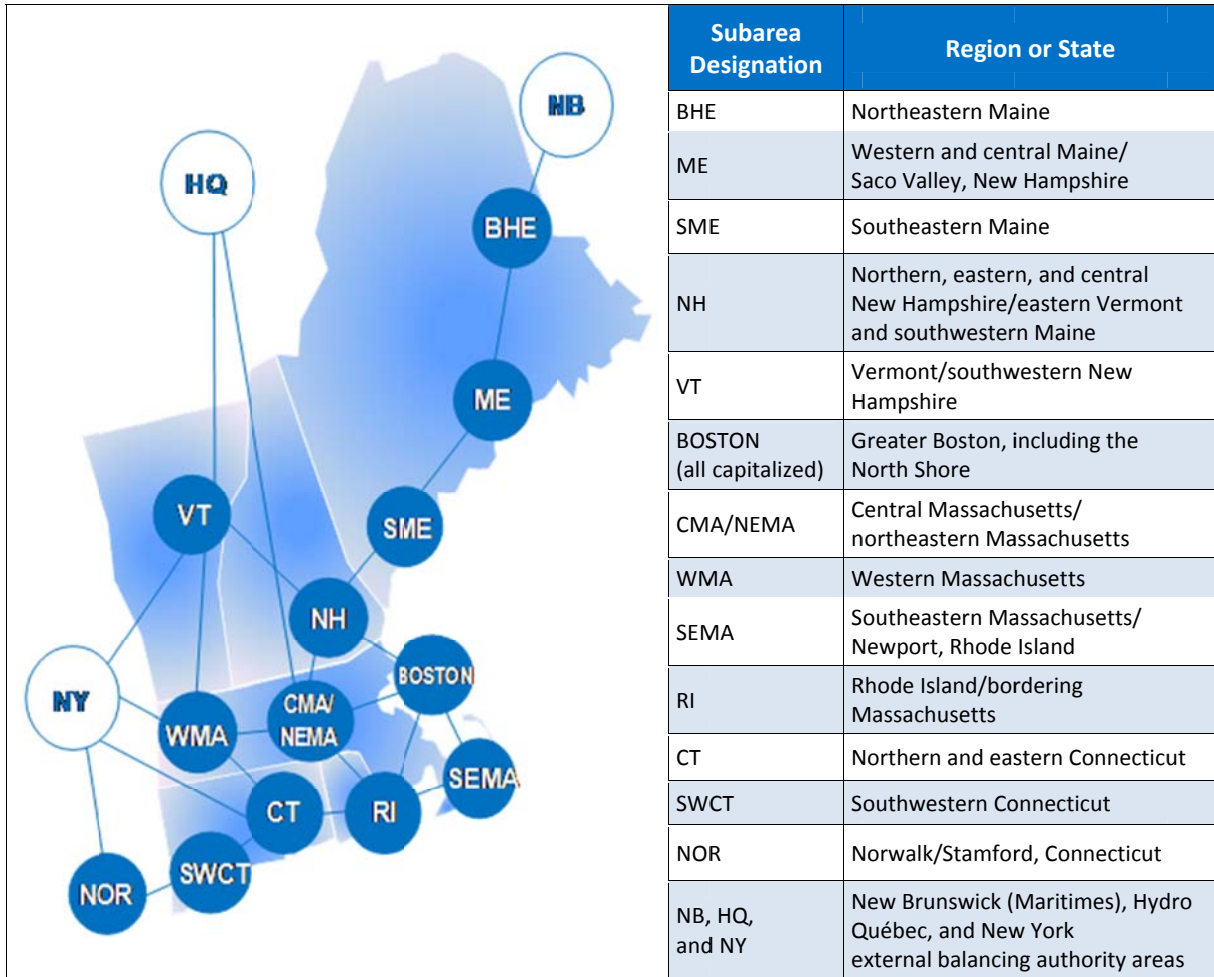 NB
HQ
BHE
ME
VT
SME
NH
BOSTON
NY
CMA/
NEMA
WMA
SEMA
CT
RI
SWCT
NOR
Subarea
Designation
Region or State
BHE
Northeastern Maine
ME
Western and central Maine/
Saco Valley, New Hampshire
SME
Southeastern Maine
NH
Northern, eastern, and central
New Hampshire/eastern Vermont
and southwestern Maine
VT
Vermont/southwestern New
Hampshire
BOSTON
(all capitalized)
Greater Boston, including the
North Shore
CMA/NEMA
Central Massachusetts/
northeastern Massachusetts
WMA
Western Massachusetts
SEMA
Southeastern Massachusetts/
Newport, Rhode Island
RI
Rhode Island/bordering
Massachusetts
CT
Northern and eastern Connecticut
SWCT
Southwestern Connecticut
NOR
Norwalk/Stamford, Connecticut
NB, HQ,
and NY
New Brunswick (Maritimes), Hydro
Québec, and New York
external balancing authority areas